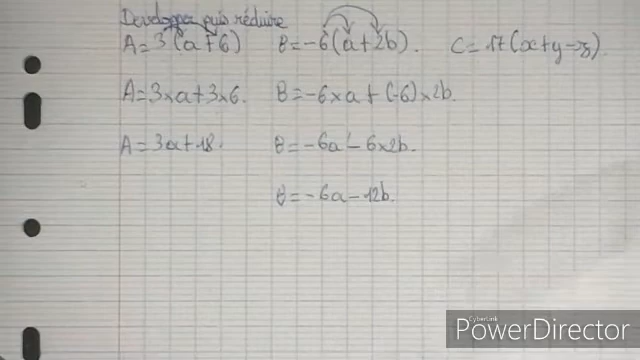 Developper puis réduire
A = 3(a+6) B = -6(a+2b). C = 17(x+y-
A = 3×a+3×6. B = -6×a+(-6)×2b.
A = 3a+18. B = -6a-6×2b.
B = -6a-12b.
CyberLink
PowerDirector